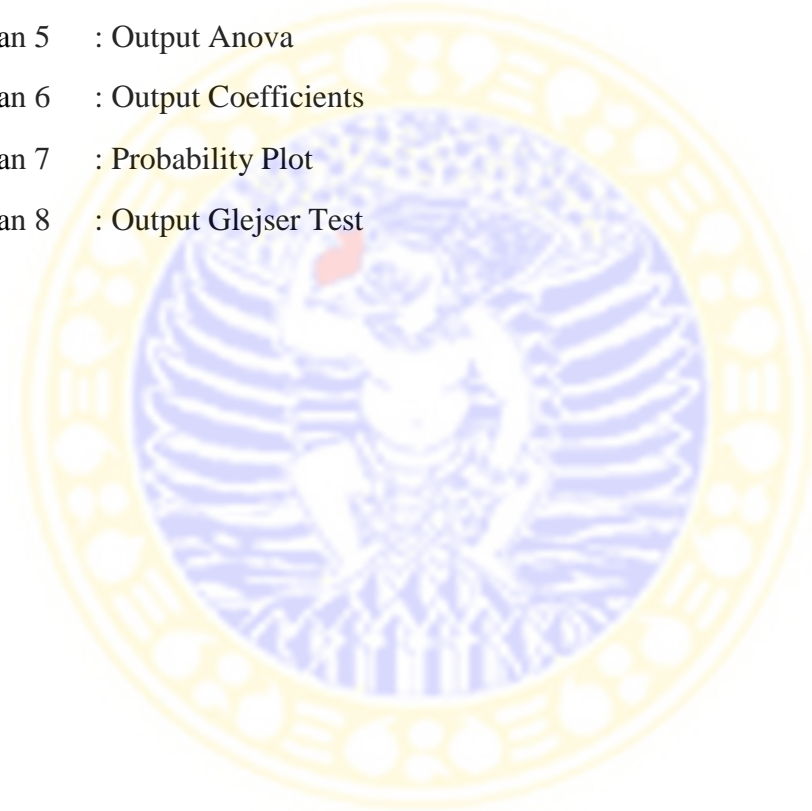 an 5 : Output Anova
an 6 : Output Coefficients
an 7 : Probability Plot
an 8 : Output Glejser Test